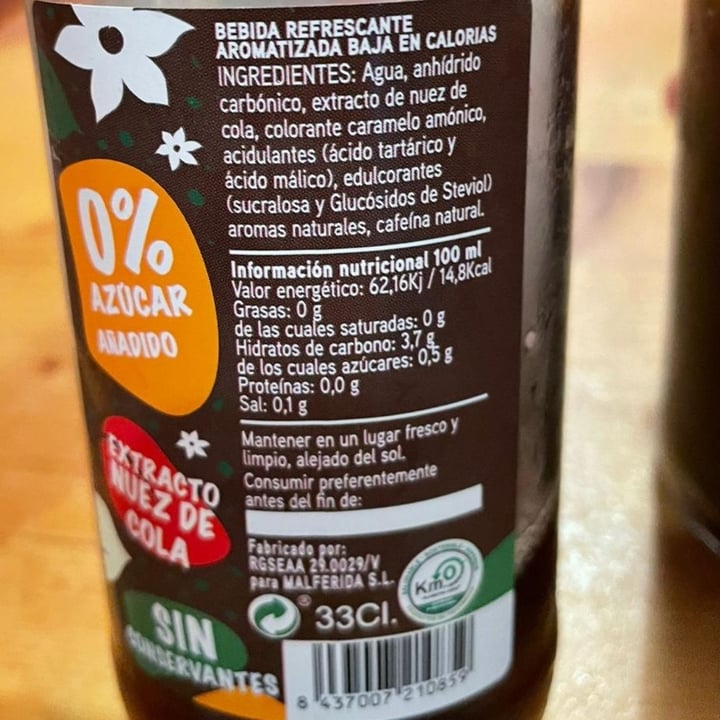 BEBIDA REFRESCANTE
AROMATIZADA BAJA EN CALORIAS
INGREDIENTES: Agua, anhídrido
carbónico, extracto de nuez de
cola, colorante caramelo amónico,
acidulantes (ácido tartárico y
ácido málico), edulcorantes
(sucralosa y Glucósidos de Steviol)
aromas naturales, cafeína natural.
0%
AZÚCAR
AÑADIDO
Información nutricional 100 ml
Valor energético: 62,16Kj / 14,8Kcal
Grasas: 0 g
de las cuales saturadas: 0 g
Hidratos de carbono: 3,7 g
de los cuales azúcares: 0,5 g
Proteínas: 0,0 g
Sal: 0,1 g
EXTRACTO
NUEZ DE
COLA
Mantener en un lugar fresco y
limpio, alejado del sol.
Consumir preferentemente
antes del fin de:
Fabricado por:
RGSEAA 29.0029/V
para MALFERIDA S.L.
Km0
® 33Cl.
SIN
CONSERVANTES
8 437007 210859